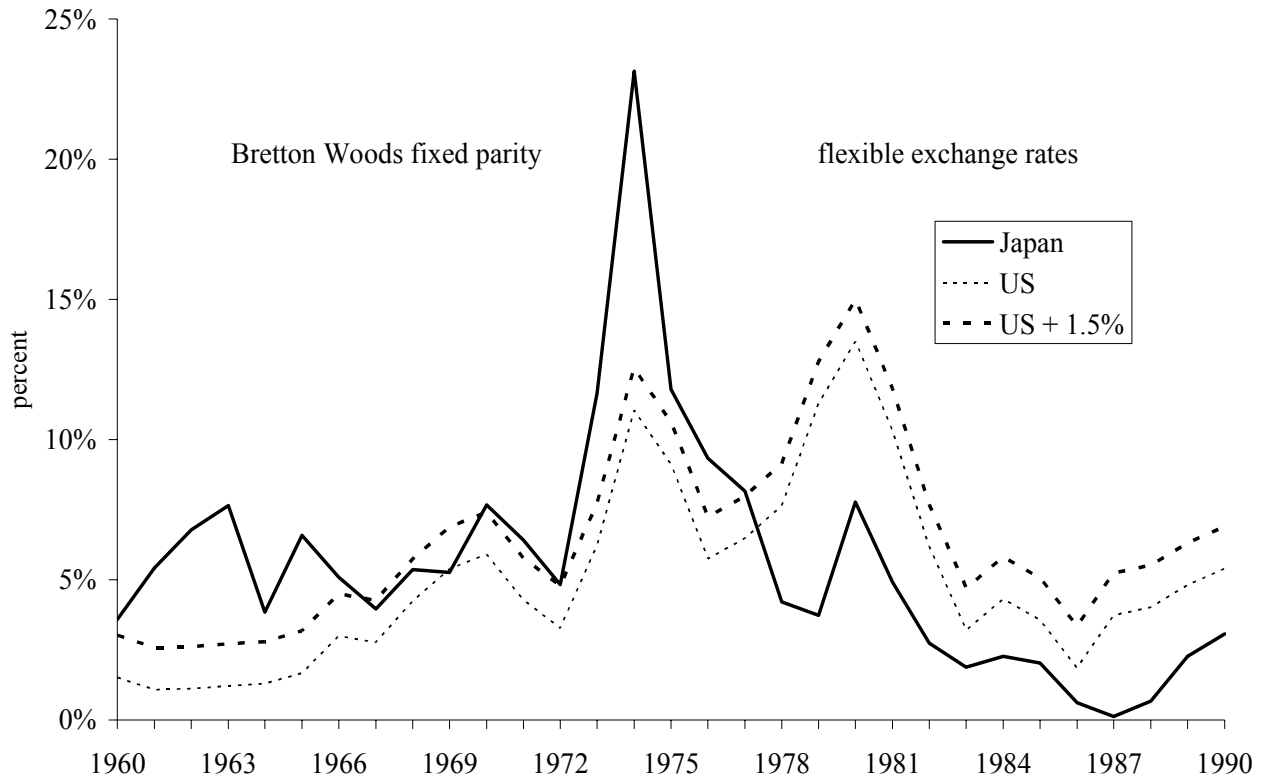 25%
20%
15%
10%
5%
0%
percent
Bretton Woods fixed parity
flexible exchange rates
Japan
US
US + 1.5%
1960 1963 1966 1969 1972 1975 1978 1981 1984 1987 1990